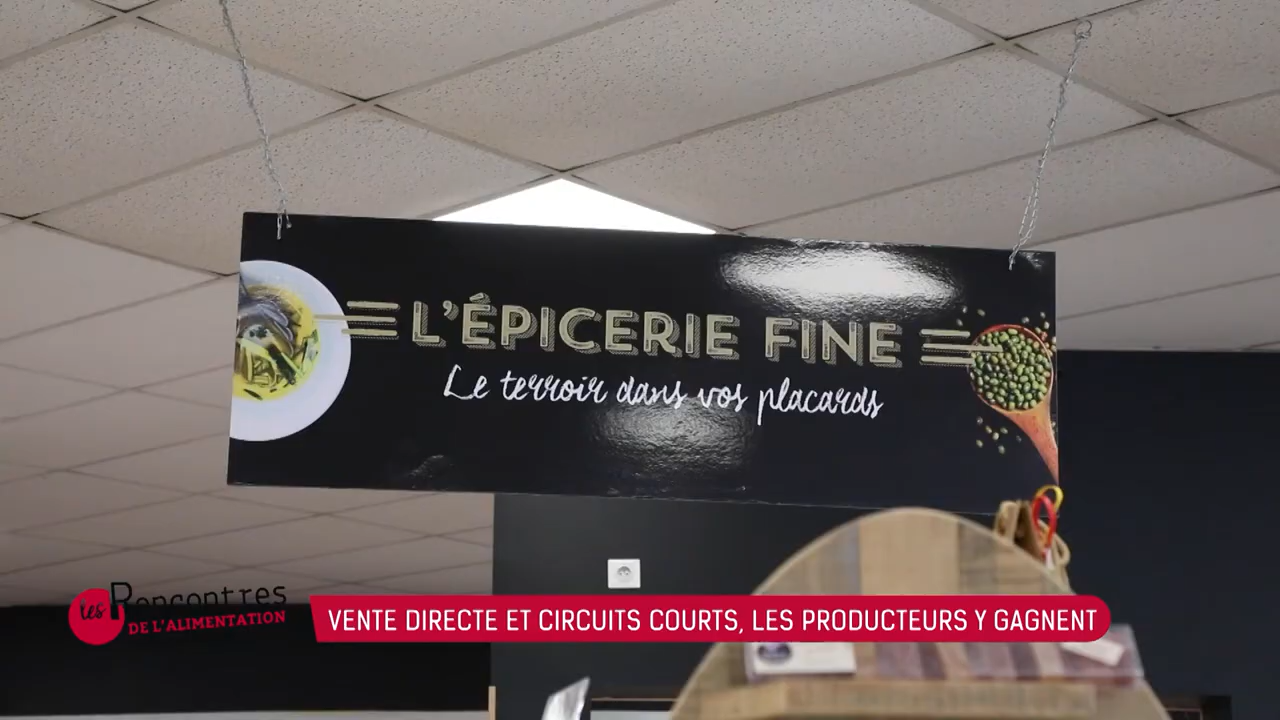 L'ÉPICERIE FINE
Le terroir dans vos placards
les Rencontres
DE L'ALIMENTATION
VENTE DIRECTE ET CIRCUITS COURTS, LES PRODUCTEURS Y GAGNENT